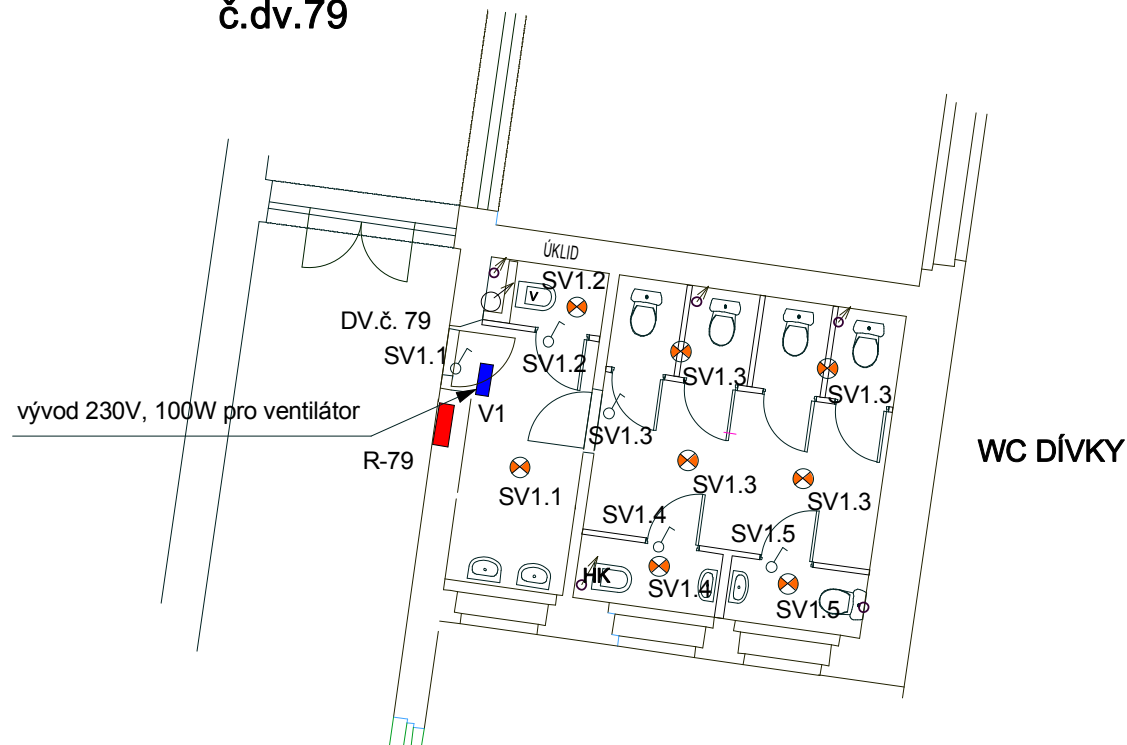 č.dv.79
ÚKLID
SV1.2
V
DV.č. 79
SV1.1
SV1.2
SV1.3
SV1.3
vývod 230V, 100W pro ventilátor
V1
SV1.3
R-79
WC DÍVKY
SV1.1
SV1.3
SV1.3
SV1.4
SV1.5
HK
SV1.4
SV1.5